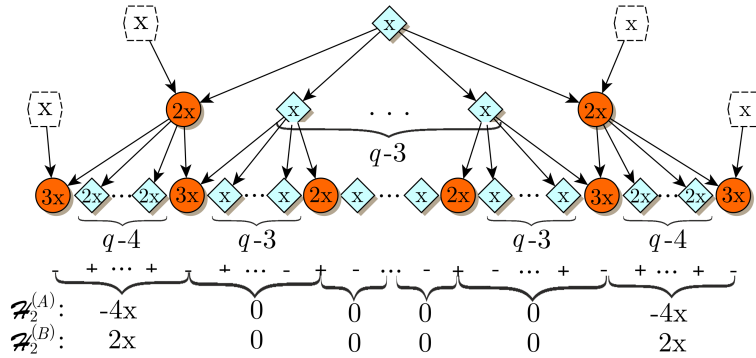 x x x
x 2x x ... x 2x x
q-3
3x 2x ... 2x 3x x ... x 2x x ... x 2x x ... x 3x 2x ... 2x 3x
q-4 q-3 q-3 q-4
- + ... + - + ... - + - ... - + - ... + - + ... + -
ℋ₂⁽ᴬ⁾: -4x 0 0 0 0 -4x
ℋ₂⁽ᴮ⁾: 2x 0 0 0 0 2x